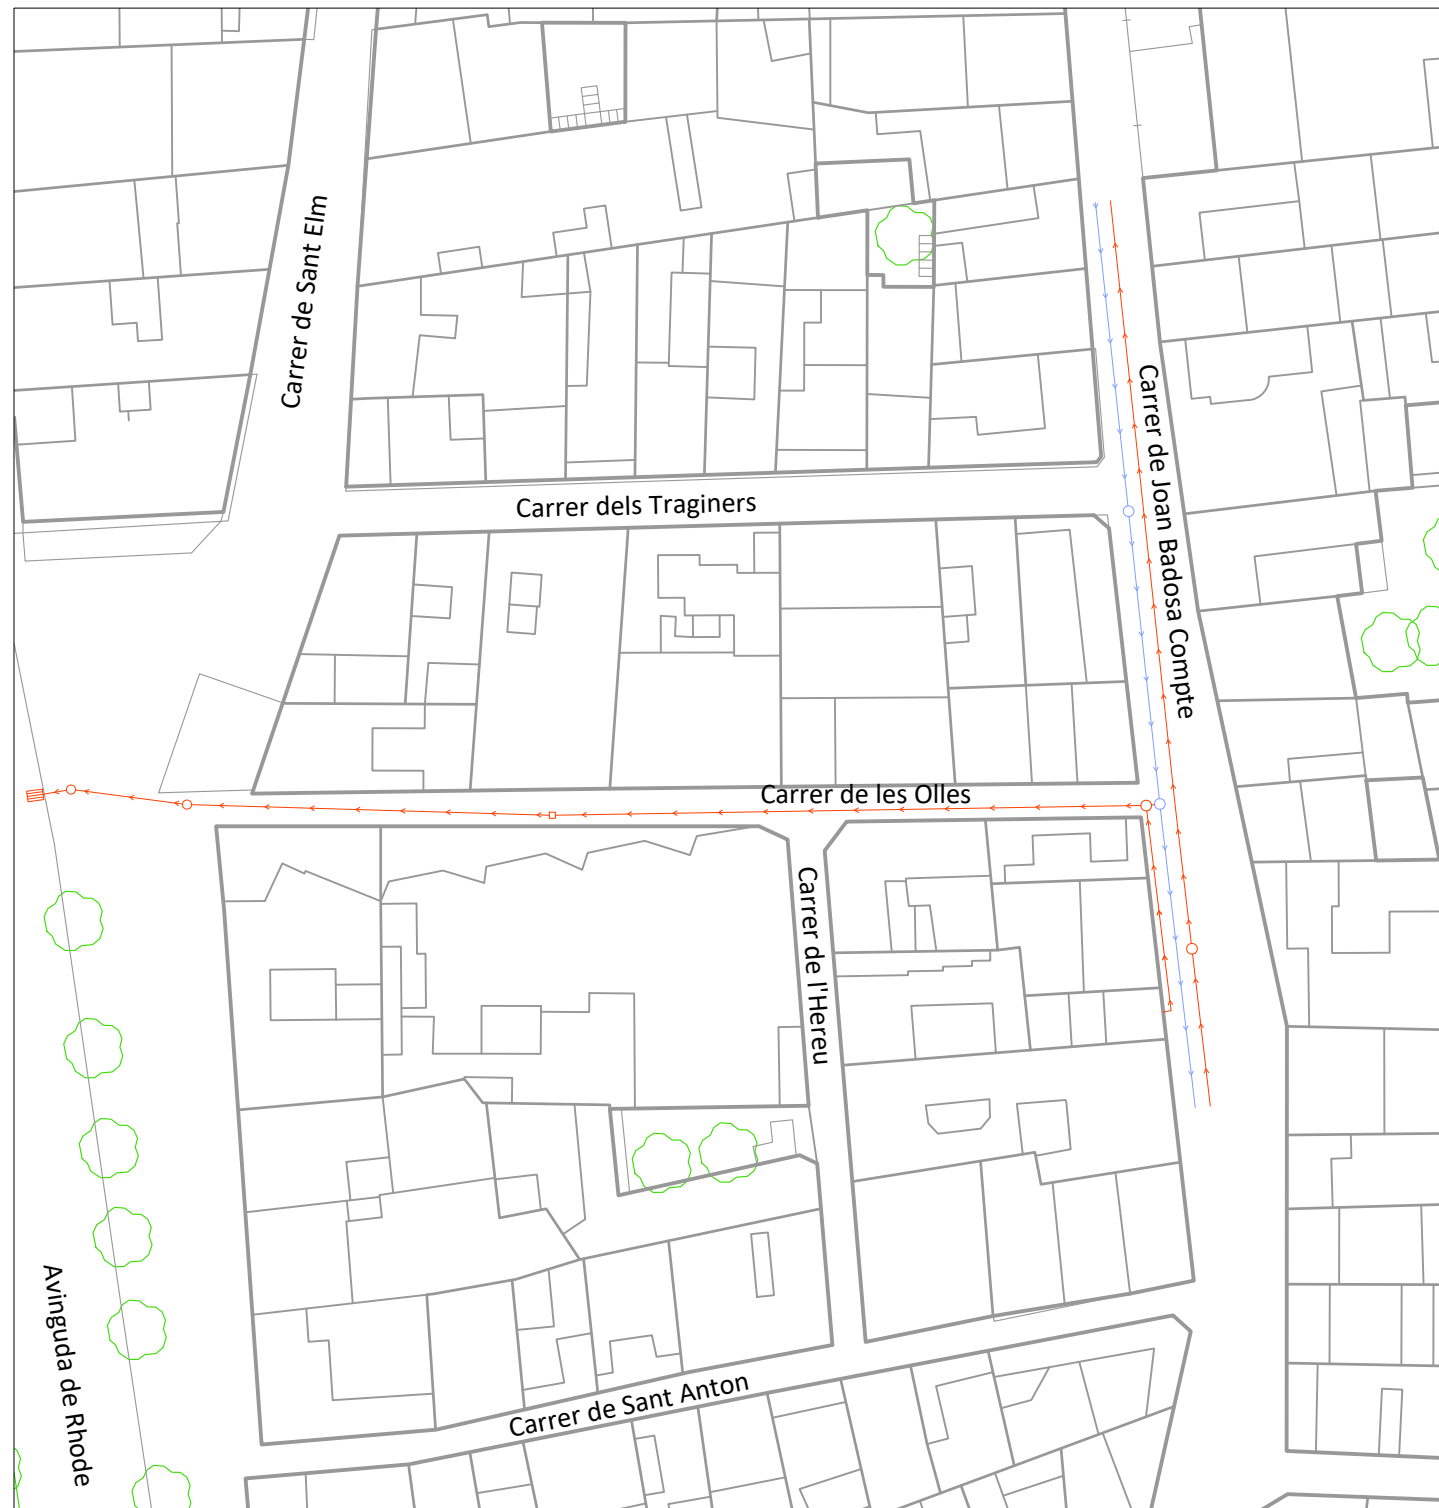 Carrer de Sant Elm
Carrer dels Traginers
Carrer de Joan Badosa Compte
Carrer de les Olles
Carrer de l'Hereu
Avinguda de Rhode
Carrer de Sant Anton